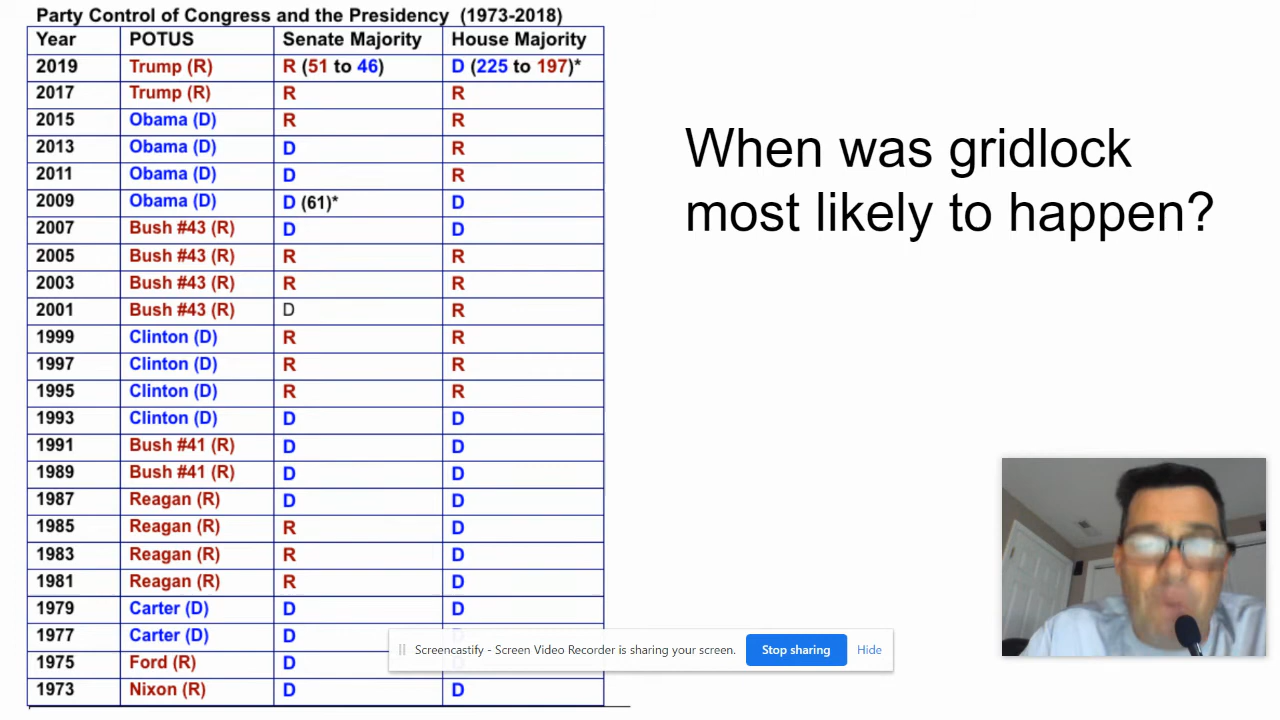 Party Control of Congress and the Presidency (1973-2018)
Year POTUS Senate Majority House Majority
2019 Trump (R) R (51 to 46) D (225 to 197)*
2017 Trump (R) R R
2015 Obama (D) R R
2013 Obama (D) D R
2011 Obama (D) D R
2009 Obama (D) D (61)* D
2007 Bush #43 (R) D D
2005 Bush #43 (R) R R
2003 Bush #43 (R) R R
2001 Bush #43 (R) D R
1999 Clinton (D) R R
1997 Clinton (D) R R
1995 Clinton (D) R R
1993 Clinton (D) D D
1991 Bush #41 (R) D D
1989 Bush #41 (R) D D
1987 Reagan (R) D D
1985 Reagan (R) R D
1983 Reagan (R) R D
1981 Reagan (R) R D
1979 Carter (D) D D
1977 Carter (D) D
1975 Ford (R) D
1973 Nixon (R) D D
When was gridlock
most likely to happen?
Screencastify - Screen Video Recorder is sharing your screen. Stop sharing Hide